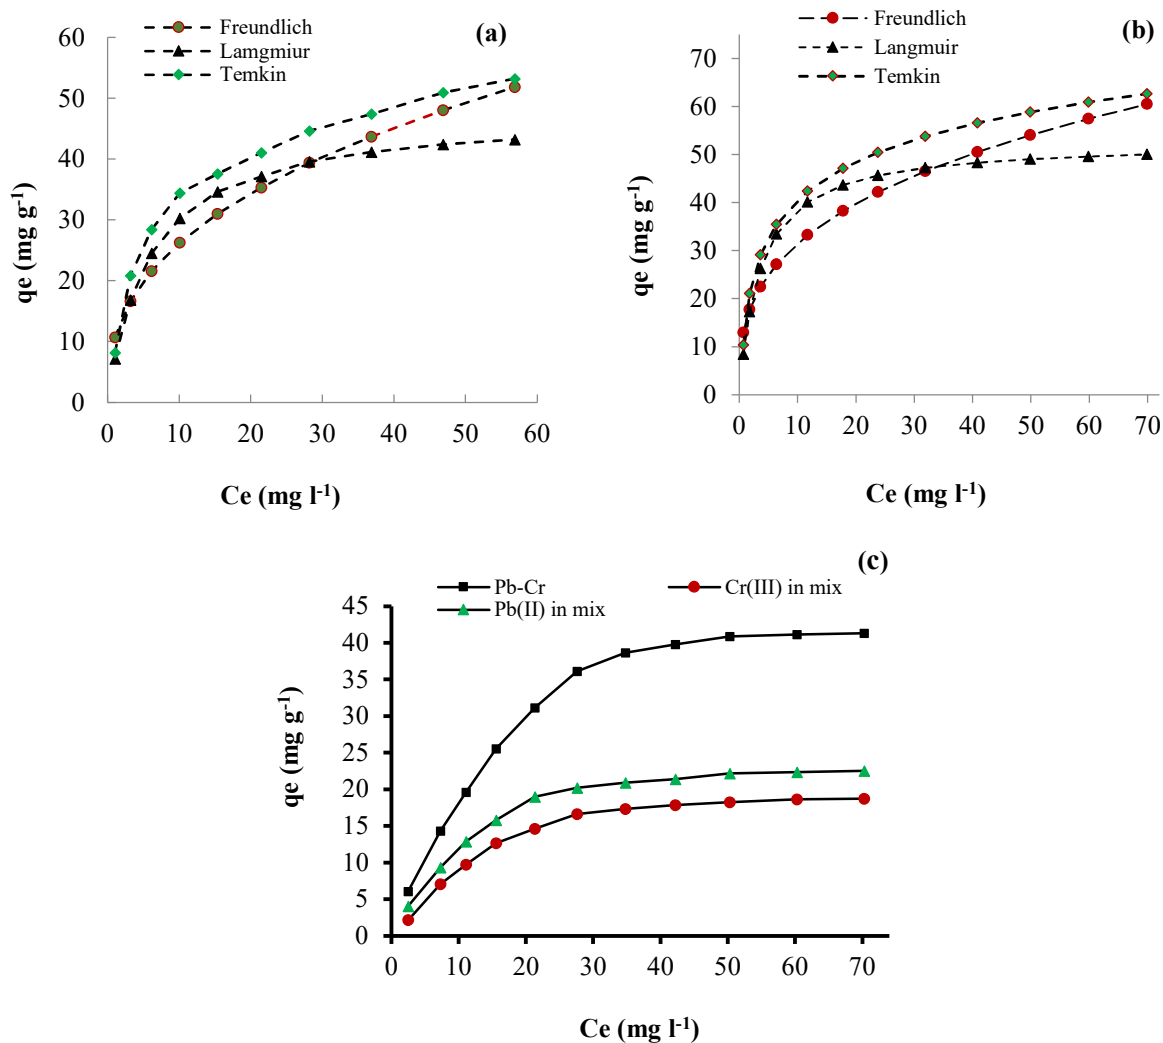 (a)
Freundlich
Langmiur
Temkin
60
50
40
30
20
10
0
qe (mg g-1)
0 10 20 30 40 50 60
Ce (mg l-1)
(b)
Freundlich
Langmuir
Temkin
70
60
50
40
30
20
10
0
qe (mg g-1)
0 10 20 30 40 50 60 70
Ce (mg l-1)
(c)
Pb-Cr Cr(III) in mix
Pb(II) in mix
45
40
35
30
25
20
15
10
5
0
qe (mg g-1)
0 10 20 30 40 50 60 70
Ce (mg l-1)